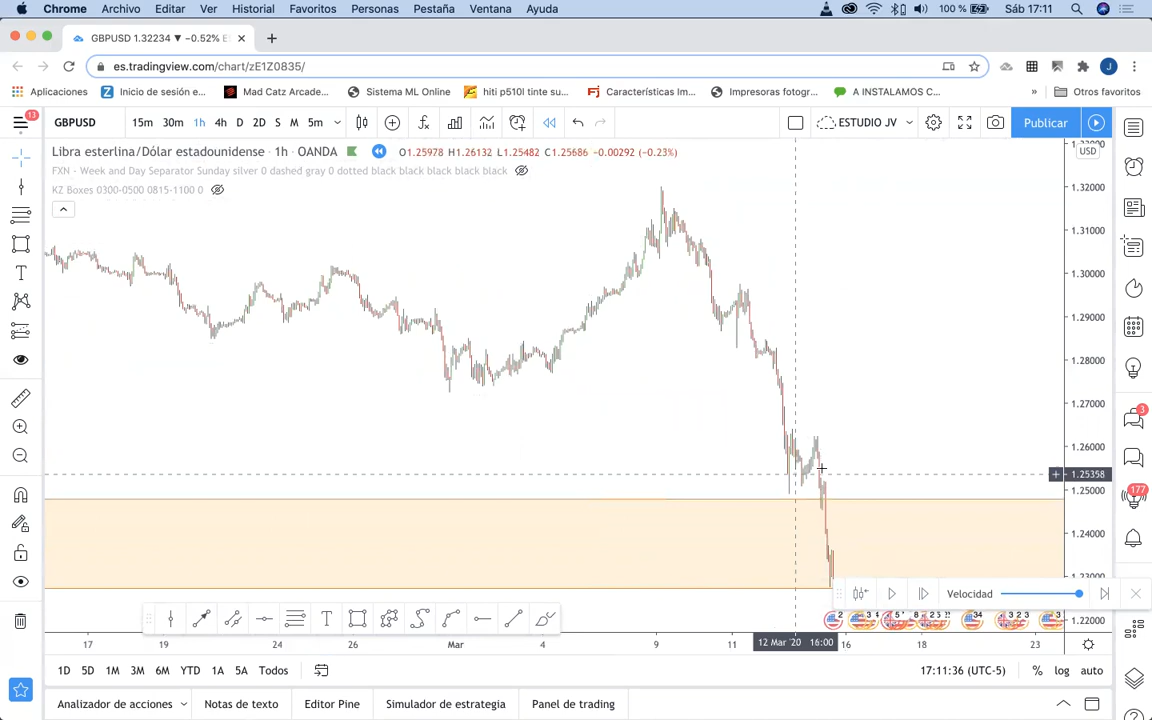 Chrome Archivo Editar Ver Historial Favoritos Personas Pestaña Ventana Ayuda 100 % Sáb 17:11
GBPUSD 1.32234 ▼ −0.52% E
es.tradingview.com/chart/zE1Z0835/ J
Aplicaciones Inicio de sesión e... Mad Catz Arcade... Sistema ML Online hiti p510l tinte su... Características Im... Impresoras fotogr... A INSTALAMOS C... » Otros favoritos
13 GBPUSD 15m 30m 1h 4h D 2D S M 5m ESTUDIO JV Publicar
Libra esterlina/Dólar estadounidense · 1h · OANDA O1.25978 H1.26132 L1.25482 C1.25686 −0.00292 (−0.23%) USD
FXN - Week and Day Separator Sunday silver 0 dashed gray 0 dotted black black black black black
KZ Boxes 0300-0500 0815-1100 0
1.32000
1.31000
1.30000
1.29000
1.28000
1.27000
1.26000
1.25358
1.25000
1.24000
1.23000
1.22000
3
177
Velocidad
17 19 24 26 Mar 4 9 11 12 Mar '20 16:00 16 18 23
1D 5D 1M 3M 6M YTD 1A 5A Todos 17:11:36 (UTC-5) % log auto
Analizador de acciones Notas de texto Editor Pine Simulador de estrategia Panel de trading